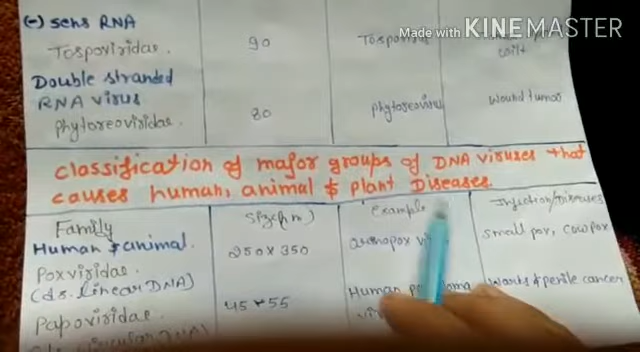 Made with KINEMASTER
(-) sens RNA
Tospoviridae. 90
Double stranded
RNA virus
Phytoreoviridae. 80 Phytoreovirus Wound tumor
Classification of major groups of DNA viruses that
causes human, animal & plant Diseases.
Family size(nm) Example Infection/Diseases
Human & animal
Poxviridae. 250 x 350 small pox, cowpox
(ds. linear DNA)
Papoviridae 45 - 55 Human Warts & penile cancer